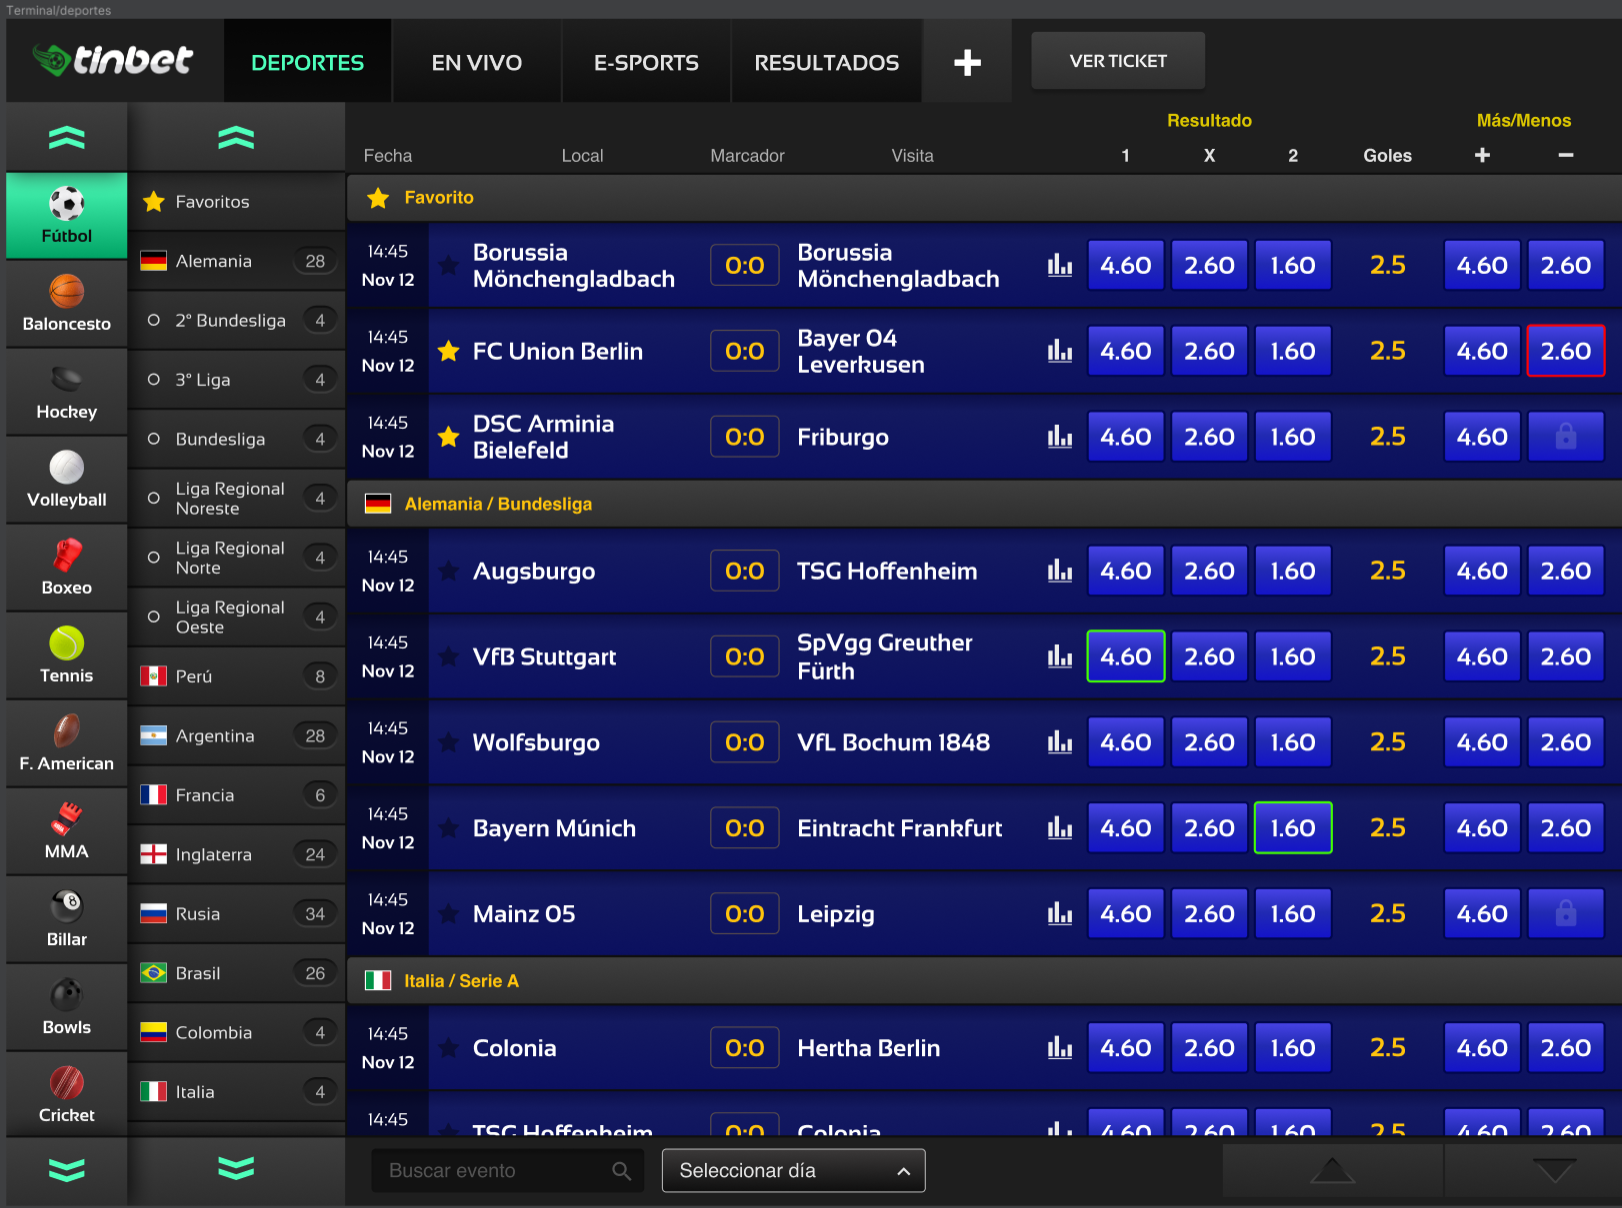 Terminal/deportes
tinbet
DEPORTES
EN VIVO
E-SPORTS
RESULTADOS
+
VER TICKET
Resultado
Más/Menos
Fecha
Local
Marcador
Visita
1
X
2
Goles
+
−
Fútbol
Baloncesto
Hockey
Volleyball
Boxeo
Tennis
F. American
MMA
8
Billar
Bowls
Cricket
Favoritos
Alemania 28
2° Bundesliga 4
3° Liga 4
Bundesliga 4
Liga Regional
Noreste 4
Liga Regional
Norte 4
Liga Regional
Oeste 4
Perú 8
Argentina 28
Francia 6
Inglaterra 24
Rusia 34
Brasil 26
Colombia 4
Italia 4
Favorito
14:45
Nov 12
Borussia
Mönchengladbach
0:0
Borussia
Mönchengladbach
4.60 2.60 1.60 2.5 4.60 2.60
14:45
Nov 12
FC Union Berlin
0:0
Bayer 04
Leverkusen
4.60 2.60 1.60 2.5 4.60 2.60
14:45
Nov 12
DSC Arminia
Bielefeld
0:0
Friburgo
4.60 2.60 1.60 2.5 4.60
Alemania / Bundesliga
14:45
Nov 12
Augsburgo
0:0
TSG Hoffenheim
4.60 2.60 1.60 2.5 4.60 2.60
14:45
Nov 12
VfB Stuttgart
0:0
SpVgg Greuther
Fürth
4.60 2.60 1.60 2.5 4.60 2.60
14:45
Nov 12
Wolfsburgo
0:0
VfL Bochum 1848
4.60 2.60 1.60 2.5 4.60 2.60
14:45
Nov 12
Bayern Múnich
0:0
Eintracht Frankfurt
4.60 2.60 1.60 2.5 4.60 2.60
14:45
Nov 12
Mainz 05
0:0
Leipzig
4.60 2.60 1.60 2.5 4.60
Italia / Serie A
14:45
Nov 12
Colonia
0:0
Hertha Berlin
4.60 2.60 1.60 2.5 4.60 2.60
14:45
TSG Hoffenheim
0:0
Colonia
4.60 2.60 1.60 2.5 4.60 2.60
Buscar evento
Seleccionar día